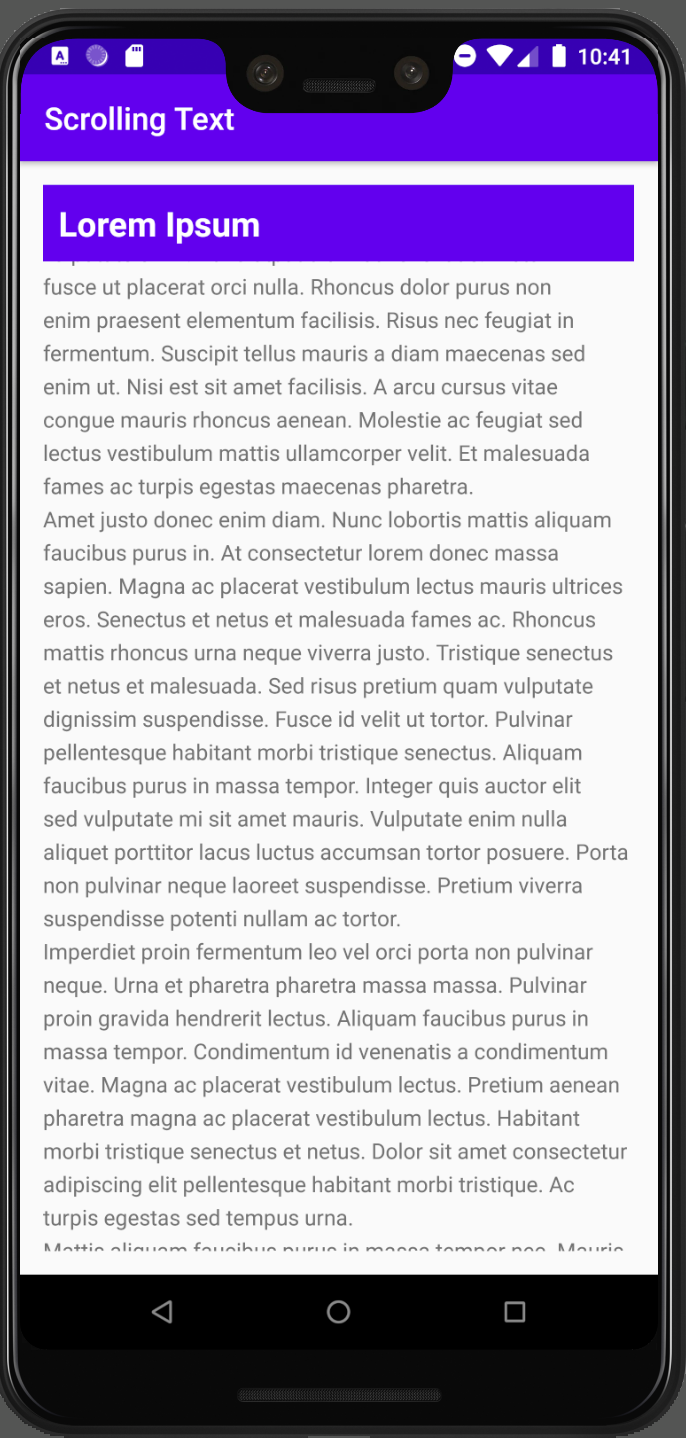 10:41
Scrolling Text
Lorem Ipsum
fusce ut placerat orci nulla. Rhoncus dolor purus non
enim praesent elementum facilisis. Risus nec feugiat in
fermentum. Suscipit tellus mauris a diam maecenas sed
enim ut. Nisi est sit amet facilisis. A arcu cursus vitae
congue mauris rhoncus aenean. Molestie ac feugiat sed
lectus vestibulum mattis ullamcorper velit. Et malesuada
fames ac turpis egestas maecenas pharetra.
Amet justo donec enim diam. Nunc lobortis mattis aliquam
faucibus purus in. At consectetur lorem donec massa
sapien. Magna ac placerat vestibulum lectus mauris ultrices
eros. Senectus et netus et malesuada fames ac. Rhoncus
mattis rhoncus urna neque viverra justo. Tristique senectus
et netus et malesuada. Sed risus pretium quam vulputate
dignissim suspendisse. Fusce id velit ut tortor. Pulvinar
pellentesque habitant morbi tristique senectus. Aliquam
faucibus purus in massa tempor. Integer quis auctor elit
sed vulputate mi sit amet mauris. Vulputate enim nulla
aliquet porttitor lacus luctus accumsan tortor posuere. Porta
non pulvinar neque laoreet suspendisse. Pretium viverra
suspendisse potenti nullam ac tortor.
Imperdiet proin fermentum leo vel orci porta non pulvinar
neque. Urna et pharetra pharetra massa massa. Pulvinar
proin gravida hendrerit lectus. Aliquam faucibus purus in
massa tempor. Condimentum id venenatis a condimentum
vitae. Magna ac placerat vestibulum lectus. Pretium aenean
pharetra magna ac placerat vestibulum lectus. Habitant
morbi tristique senectus et netus. Dolor sit amet consectetur
adipiscing elit pellentesque habitant morbi tristique. Ac
turpis egestas sed tempus urna.
Mattis aliquam faucibus purus in massa tempor nec. Mauris